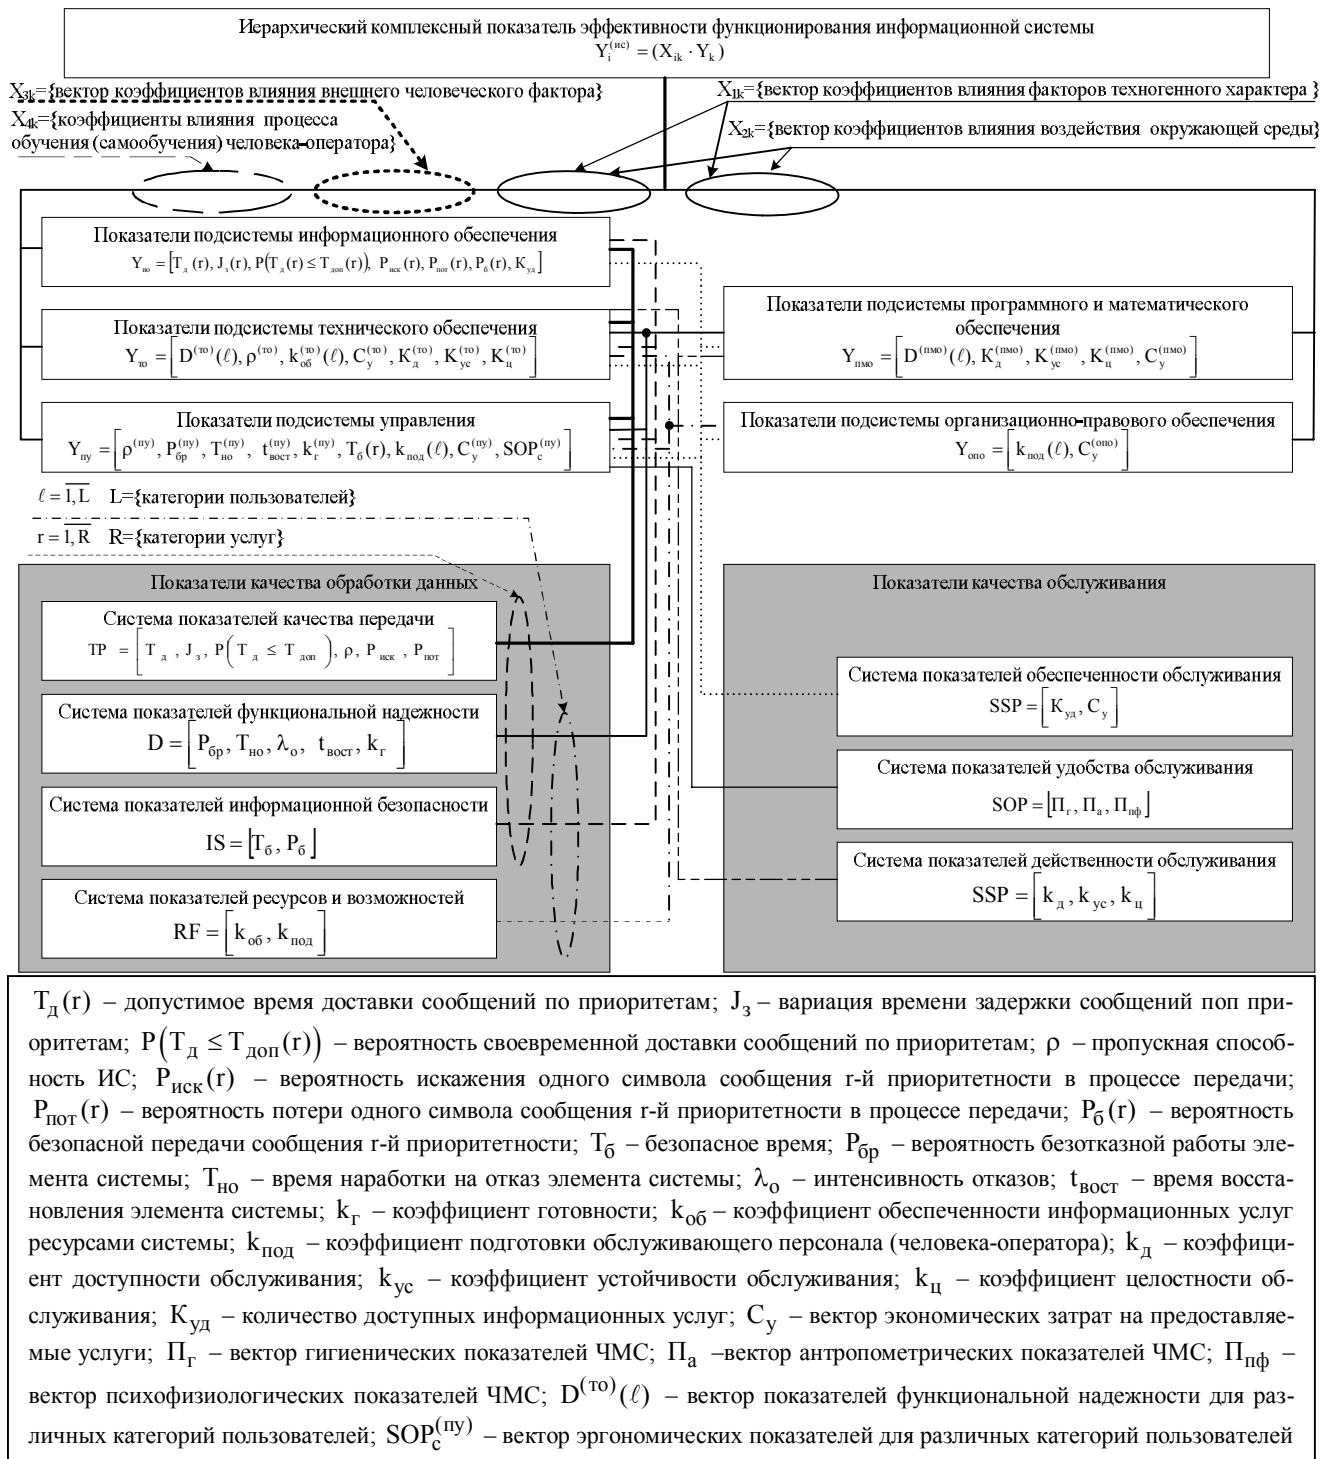 Иерархический комплексный показатель эффективности функционирования информационной системы
Y_i^(ис) = (X_ik · Y_k)
X_3k={вектор коэффициентов влияния внешнего человеческого фактора}
X_4k={коэффициенты влияния процесса
обучения (самообучения) человека-оператора}
X_1k={вектор коэффициентов влияния факторов техногенного характера }
X_2k={вектор коэффициентов влияния воздействия окружающей среды}
Показатели подсистемы информационного обеспечения
Y_ио = [T_д (r), J_з (r), P(T_д (r) ≤ T_доп (r)), P_иск (r), P_пот (r), P_б (r), K_уд]
Показатели подсистемы технического обеспечения
Y_то = [D^(то) (ℓ), ρ^(то), k_об^(то) (ℓ), C_у^(то), К_д^(то), K_ус^(то), K_ц^(то)]
Показатели подсистемы управления
Y_пу = [ρ^(пу), P_бр^(пу), T_но^(пу), t_вост^(пу), k_г^(пу), T_б (r), k_под (ℓ), C_у^(пу), SOP_с^(пу)]
Показатели подсистемы программного и математического
обеспечения
Y_пмо = [D^(пмо) (ℓ), К_д^(пмо), K_ус^(пмо), K_ц^(пмо), C_у^(пмо)]
Показатели подсистемы организационно-правового обеспечения
Y_опо = [k_под (ℓ), C_у^(опо)]
ℓ = 1, L L={категории пользователей}
r = 1, R R={категории услуг}
Показатели качества обработки данных
Система показателей качества передачи
TP = [T_д , J_з , P(T_д ≤ T_доп), ρ, P_иск , P_пот]
Система показателей функциональной надежности
D = [P_бр, T_но, λ_о, t_вост, k_г]
Система показателей информационной безопасности
IS = [T_б, P_б]
Система показателей ресурсов и возможностей
RF = [k_об, k_под]
Показатели качества обслуживания
Система показателей обеспеченности обслуживания
SSP = [K_уд, C_у]
Система показателей удобства обслуживания
SOP = [П_г, П_а, П_пф]
Система показателей действенности обслуживания
SSP = [k_д, k_ус, k_ц]
T_д (r) – допустимое время доставки сообщений по приоритетам; J_з – вариация времени задержки сообщений поп при-
оритетам; P(T_д ≤ T_доп (r)) – вероятность своевременной доставки сообщений по приоритетам; ρ – пропускная способ-
ность ИС; P_иск (r) – вероятность искажения одного символа сообщения r-й приоритетности в процессе передачи;
P_пот (r) – вероятность потери одного символа сообщения r-й приоритетности в процессе передачи; P_б (r) – вероятность
безопасной передачи сообщения r-й приоритетности; T_б – безопасное время; P_бр – вероятность безотказной работы эле-
мента системы; T_но – время наработки на отказ элемента системы; λ_о – интенсивность отказов; t_вост – время восста-
новления элемента системы; k_г – коэффициент готовности; k_об – коэффициент обеспеченности информационных услуг
ресурсами системы; k_под – коэффициент подготовки обслуживающего персонала (человека-оператора); k_д – коэффици-
ент доступности обслуживания; k_ус – коэффициент устойчивости обслуживания; k_ц – коэффициент целостности об-
служивания; К_уд – количество доступных информационных услуг; C_у – вектор экономических затрат на предоставляе-
мые услуги; П_г – вектор гигиенических показателей ЧМС; П_а –вектор антропометрических показателей ЧМС; П_пф –
вектор психофизиологических показателей ЧМС; D^(то) (ℓ) – вектор показателей функциональной надежности для раз-
личных категорий пользователей; SOP_с^(пу) – вектор эргономических показателей для различных категорий пользователей